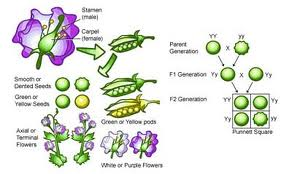 Stamen
(male)
Carpel
(female)
Smooth or
Dented Seeds
Green or
Yellow Seeds
Axial or
Terminal
Flowers
Green or Yellow pods
White or Purple Flowers
Parent
Generation
YY
X
yy
F1 Generation
Yy
X
Yy
F2 Generation
YY
Yy
Yy
yy
Punnett Square